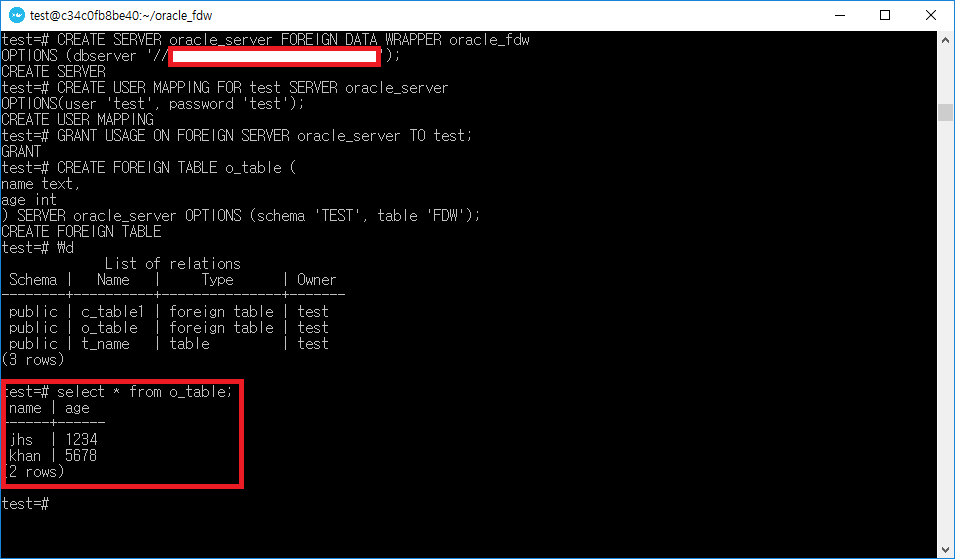 test@c34c0fb8be40:~/oracle_fdw
test=# CREATE SERVER oracle_server FOREIGN DATA WRAPPER oracle_fdw
OPTIONS (dbserver '// ');
CREATE SERVER
test=# CREATE USER MAPPING FOR test SERVER oracle_server
OPTIONS(user 'test', password 'test');
CREATE USER MAPPING
test=# GRANT USAGE ON FOREIGN SERVER oracle_server TO test;
GRANT
test=# CREATE FOREIGN TABLE o_table (
name text,
age int
) SERVER oracle_server OPTIONS (schema 'TEST', table 'FDW');
CREATE FOREIGN TABLE
test=# ₩d
List of relations
Schema | Name | Type | Owner
--------+----------+---------------+-------
public | c_table1 | foreign table | test
public | o_table | foreign table | test
public | t_name | table | test
(3 rows)
test=# select * from o_table;
name | age
------+------
jhs | 1234
khan | 5678
(2 rows)
test=#